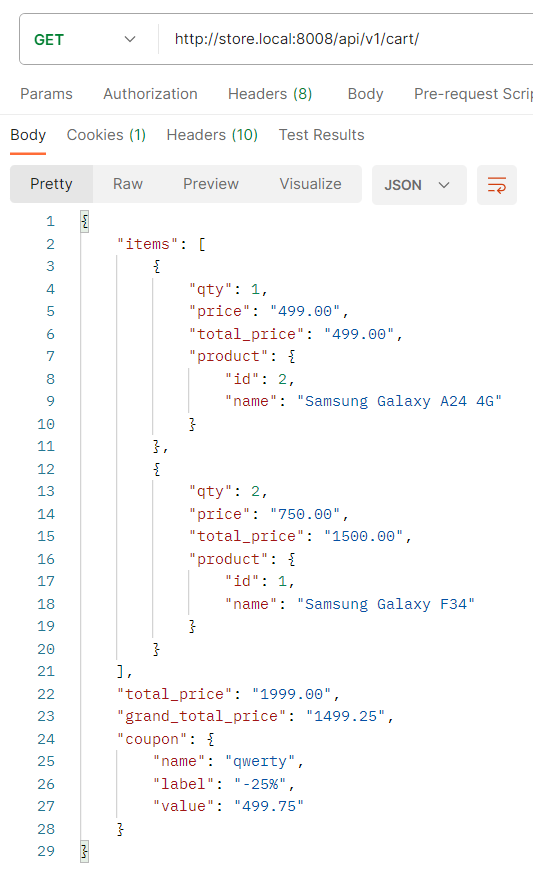 GET http://store.local:8008/api/v1/cart/
Params Authorization Headers (8) Body Pre-request Scrip
Body Cookies (1) Headers (10) Test Results
Pretty Raw Preview Visualize JSON
1 {
2 "items": [
3 {
4 "qty": 1,
5 "price": "499.00",
6 "total_price": "499.00",
7 "product": {
8 "id": 2,
9 "name": "Samsung Galaxy A24 4G"
10 }
11 },
12 {
13 "qty": 2,
14 "price": "750.00",
15 "total_price": "1500.00",
16 "product": {
17 "id": 1,
18 "name": "Samsung Galaxy F34"
19 }
20 }
21 ],
22 "total_price": "1999.00",
23 "grand_total_price": "1499.25",
24 "coupon": {
25 "name": "qwerty",
26 "label": "-25%",
27 "value": "499.75"
28 }
29 }